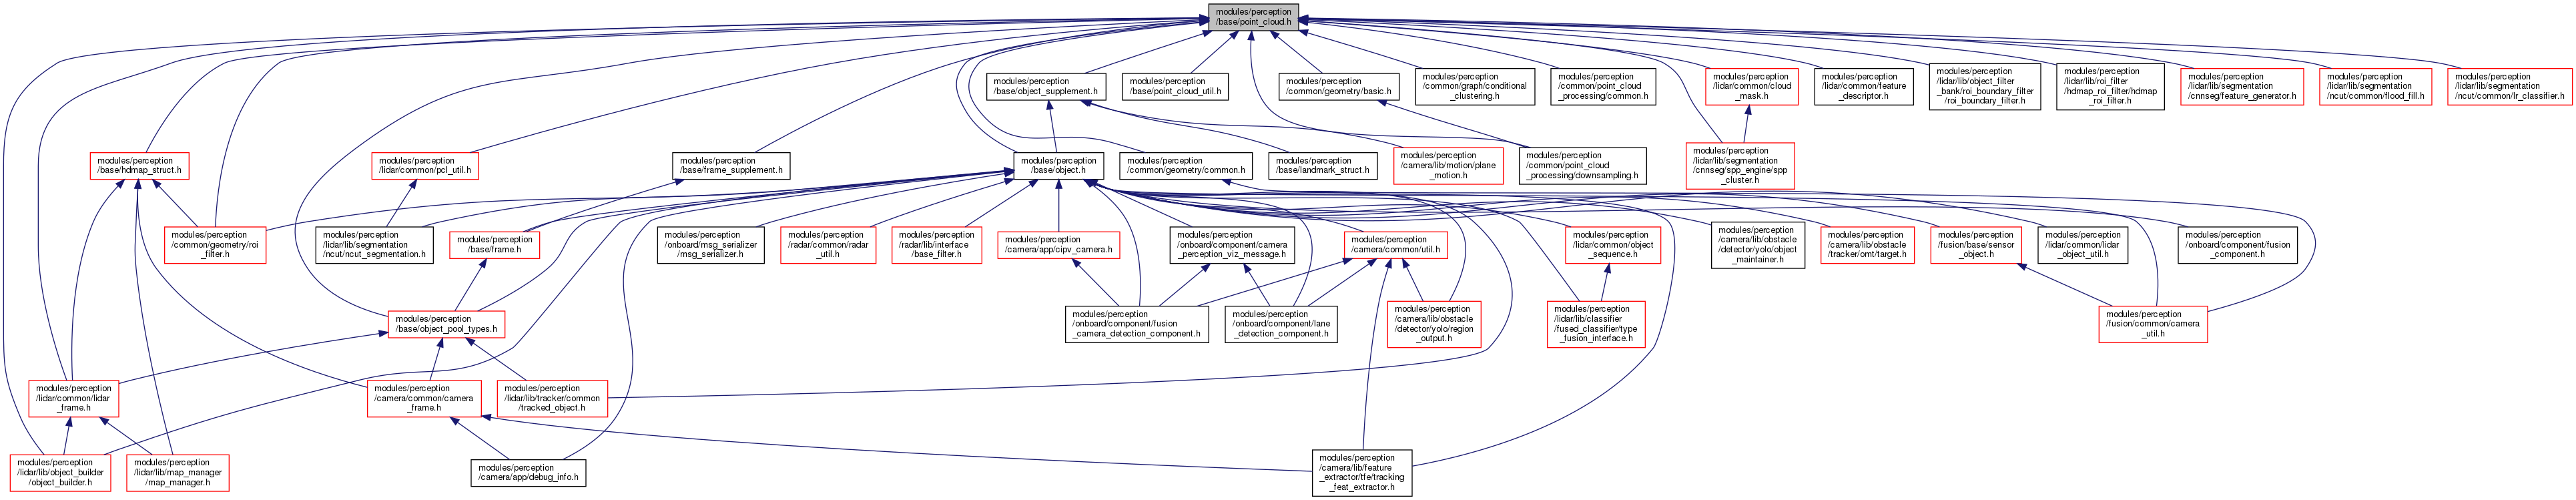 modules/perception
/base/point_cloud.h
modules/perception
/base/object_supplement.h
modules/perception
/base/point_cloud_util.h
modules/perception
/common/geometry/basic.h
modules/perception
/common/graph/conditional
_clustering.h
modules/perception
/common/point_cloud
_processing/common.h
modules/perception
/lidar/common/cloud
_mask.h
modules/perception
/lidar/common/feature
_descriptor.h
modules/perception
/lidar/lib/object_filter
_bank/roi_boundary_filter
/roi_boundary_filter.h
modules/perception
/lidar/lib/roi_filter
/hdmap_roi_filter/hdmap
_roi_filter.h
modules/perception
/lidar/lib/segmentation
/cnnseg/feature_generator.h
modules/perception
/lidar/lib/segmentation
/ncut/common/flood_fill.h
modules/perception
/lidar/lib/segmentation
/ncut/common/lr_classifier.h
modules/perception
/base/hdmap_struct.h
modules/perception
/lidar/common/pcl_util.h
modules/perception
/base/frame_supplement.h
modules/perception
/base/object.h
modules/perception
/common/geometry/common.h
modules/perception
/base/landmark_struct.h
modules/perception
/camera/lib/motion/plane
_motion.h
modules/perception
/common/point_cloud
_processing/downsampling.h
modules/perception
/lidar/lib/segmentation
/cnnseg/spp_engine/spp
_cluster.h
modules/perception
/common/geometry/roi
_filter.h
modules/perception
/lidar/lib/segmentation
/ncut/ncut_segmentation.h
modules/perception
/base/frame.h
modules/perception
/onboard/msg_serializer
/msg_serializer.h
modules/perception
/radar/common/radar
_util.h
modules/perception
/radar/lib/interface
/base_filter.h
modules/perception
/camera/app/cipv_camera.h
modules/perception
/onboard/component/camera
_perception_viz_message.h
modules/perception
/camera/common/util.h
modules/perception
/lidar/common/object
_sequence.h
modules/perception
/camera/lib/obstacle
/detector/yolo/object
_maintainer.h
modules/perception
/camera/lib/obstacle
/tracker/omt/target.h
modules/perception
/fusion/base/sensor
_object.h
modules/perception
/lidar/common/lidar
_object_util.h
modules/perception
/onboard/component/fusion
_component.h
modules/perception
/base/object_pool_types.h
modules/perception
/onboard/component/fusion
_camera_detection_component.h
modules/perception
/onboard/component/lane
_detection_component.h
modules/perception
/camera/lib/obstacle
/detector/yolo/region
_output.h
modules/perception
/lidar/lib/classifier
/fused_classifier/type
_fusion_interface.h
modules/perception
/fusion/common/camera
_util.h
modules/perception
/lidar/common/lidar
_frame.h
modules/perception
/camera/common/camera
_frame.h
modules/perception
/lidar/lib/tracker/common
/tracked_object.h
modules/perception
/lidar/lib/object_builder
/object_builder.h
modules/perception
/lidar/lib/map_manager
/map_manager.h
modules/perception
/camera/app/debug_info.h
modules/perception
/camera/lib/feature
_extractor/tfe/tracking
_feat_extractor.h